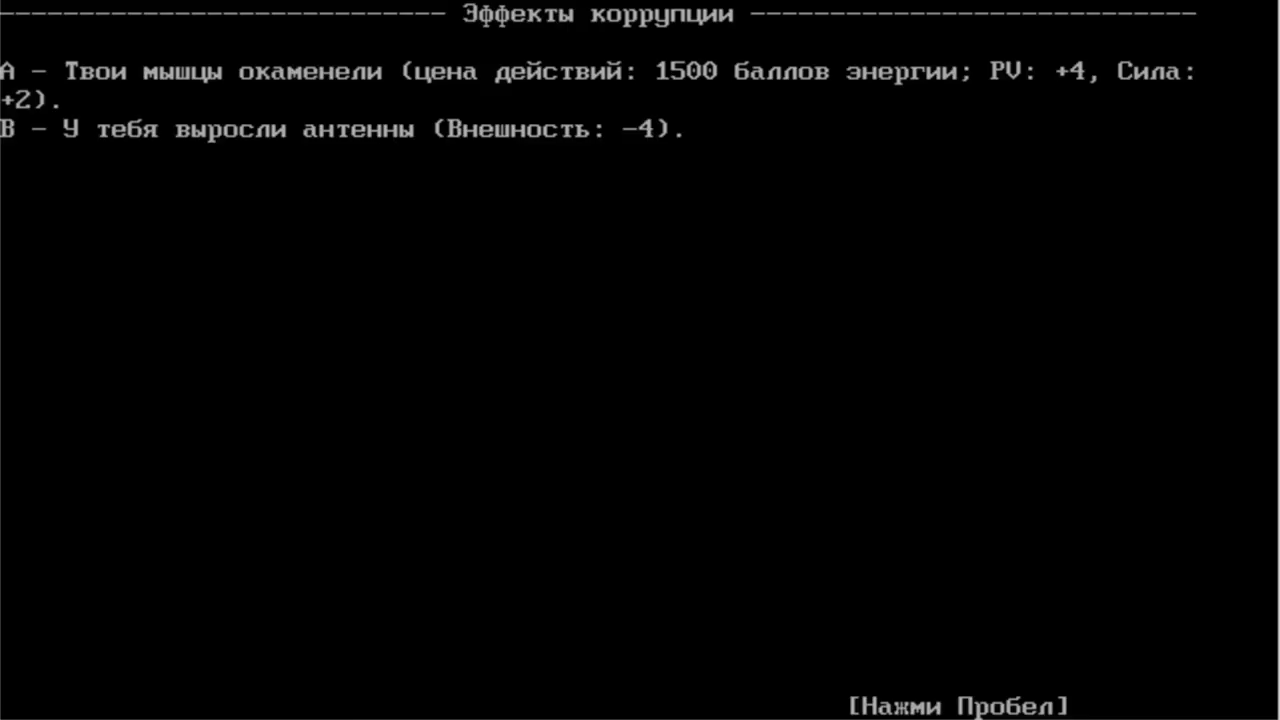 ---------------------------- Эффекты коррупции ----------------------------
A - Твои мышцы окаменели (цена действий: 1500 баллов энергии; PV: +4, Сила:
+2).
B - У тебя выросли антенны (Внешность: -4).
[Нажми Пробел]